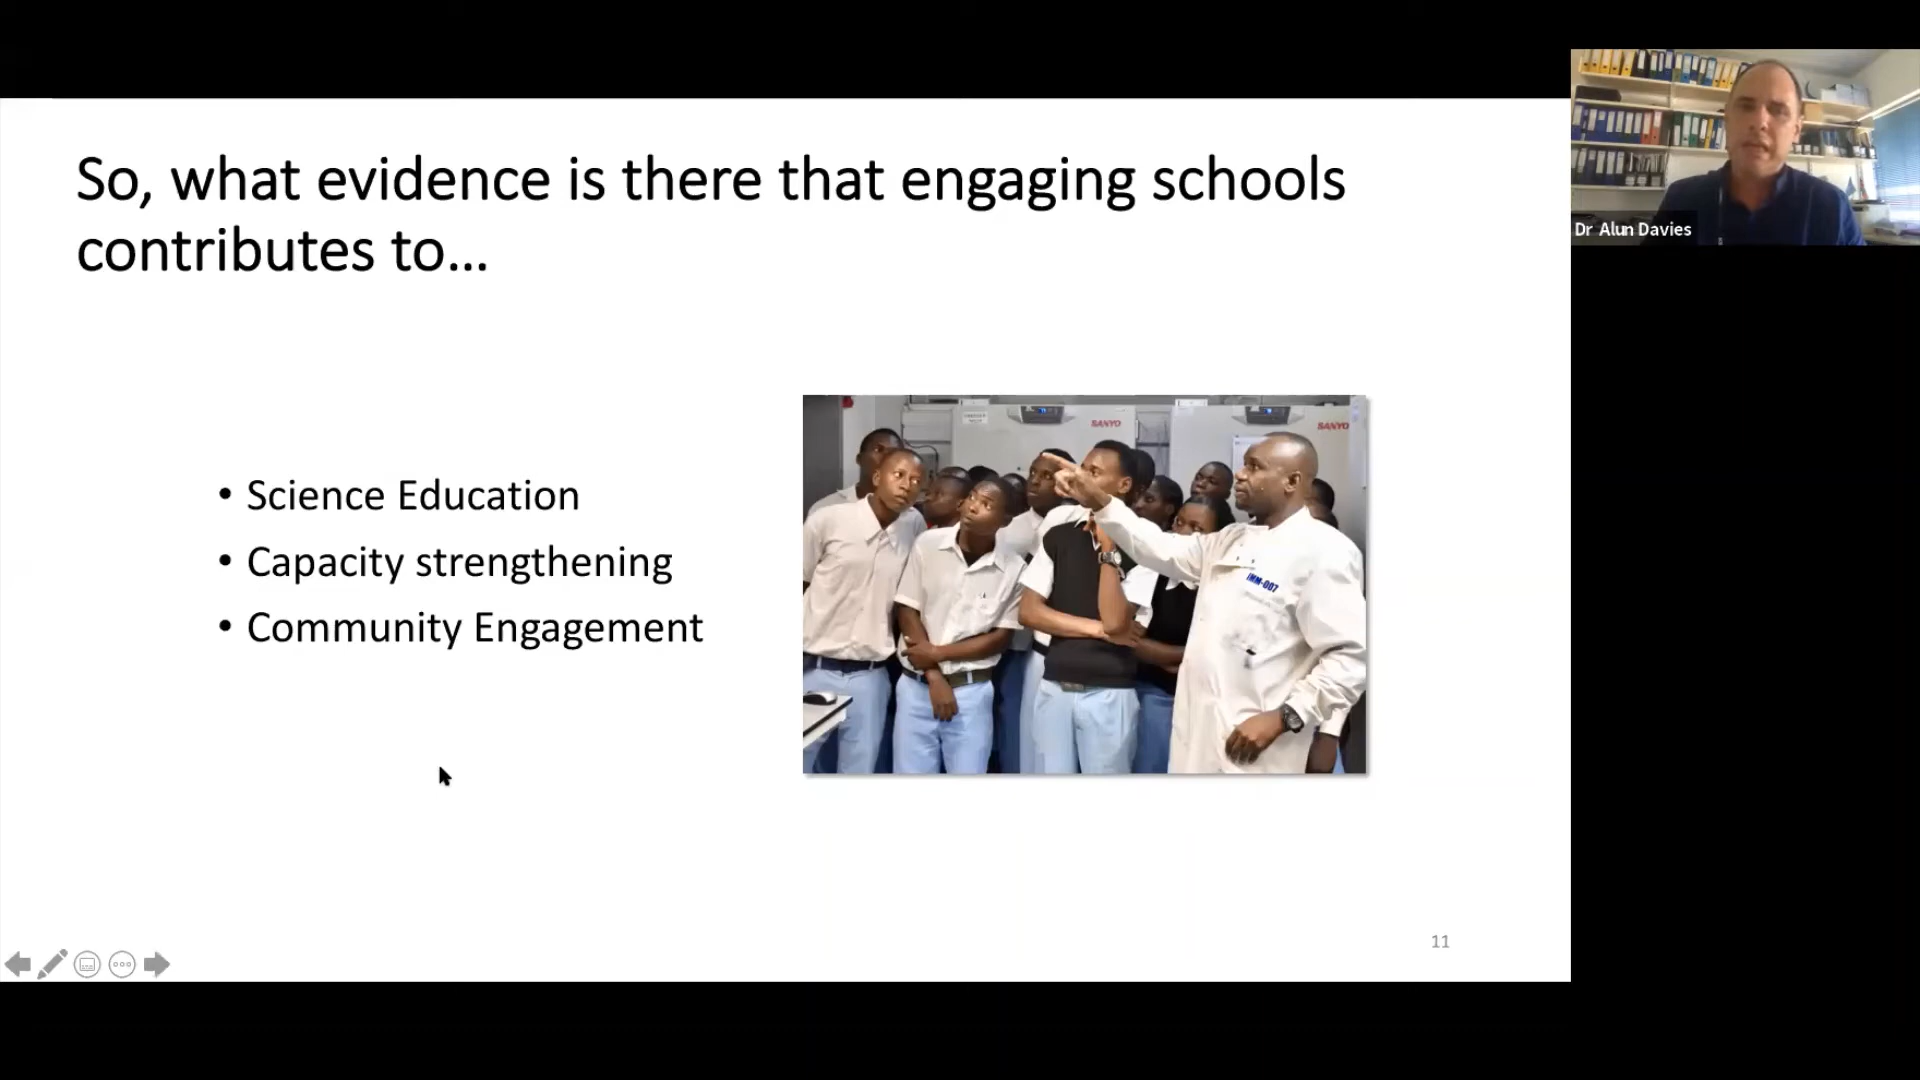 So, what evidence is there that engaging schools
contributes to...
• Science Education
• Capacity strengthening
• Community Engagement
SANYO
SANYO
IMM-007
11
Dr Alun Davies